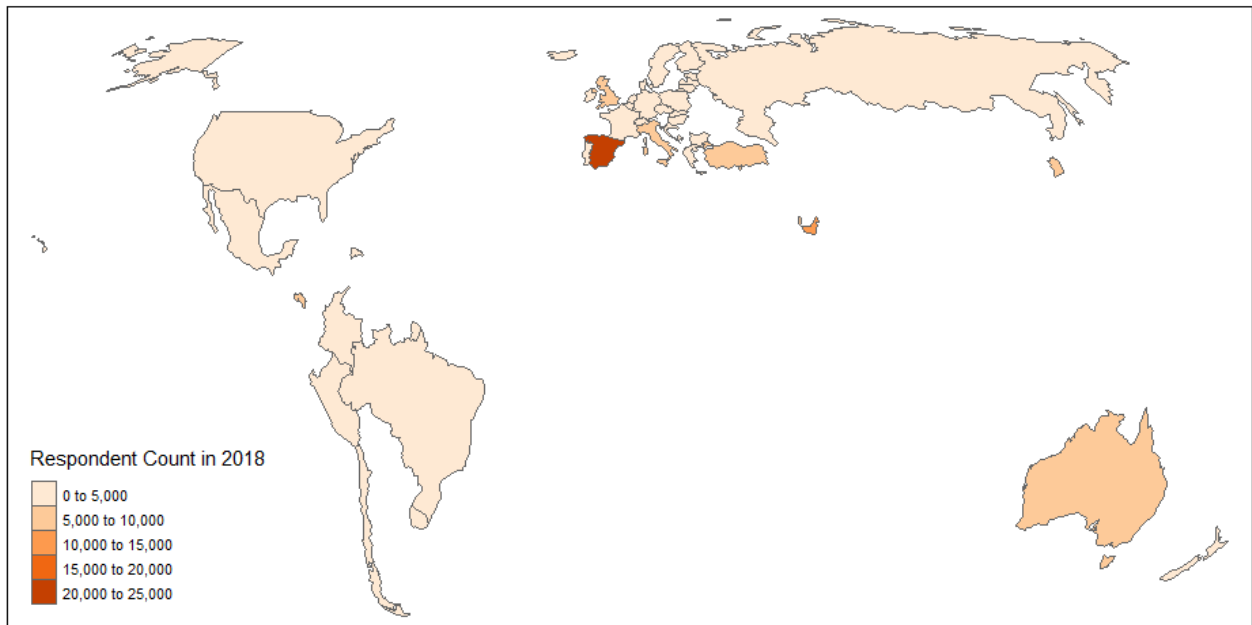 Respondent Count in 2018
0 to 5,000
5,000 to 10,000
10,000 to 15,000
15,000 to 20,000
20,000 to 25,000